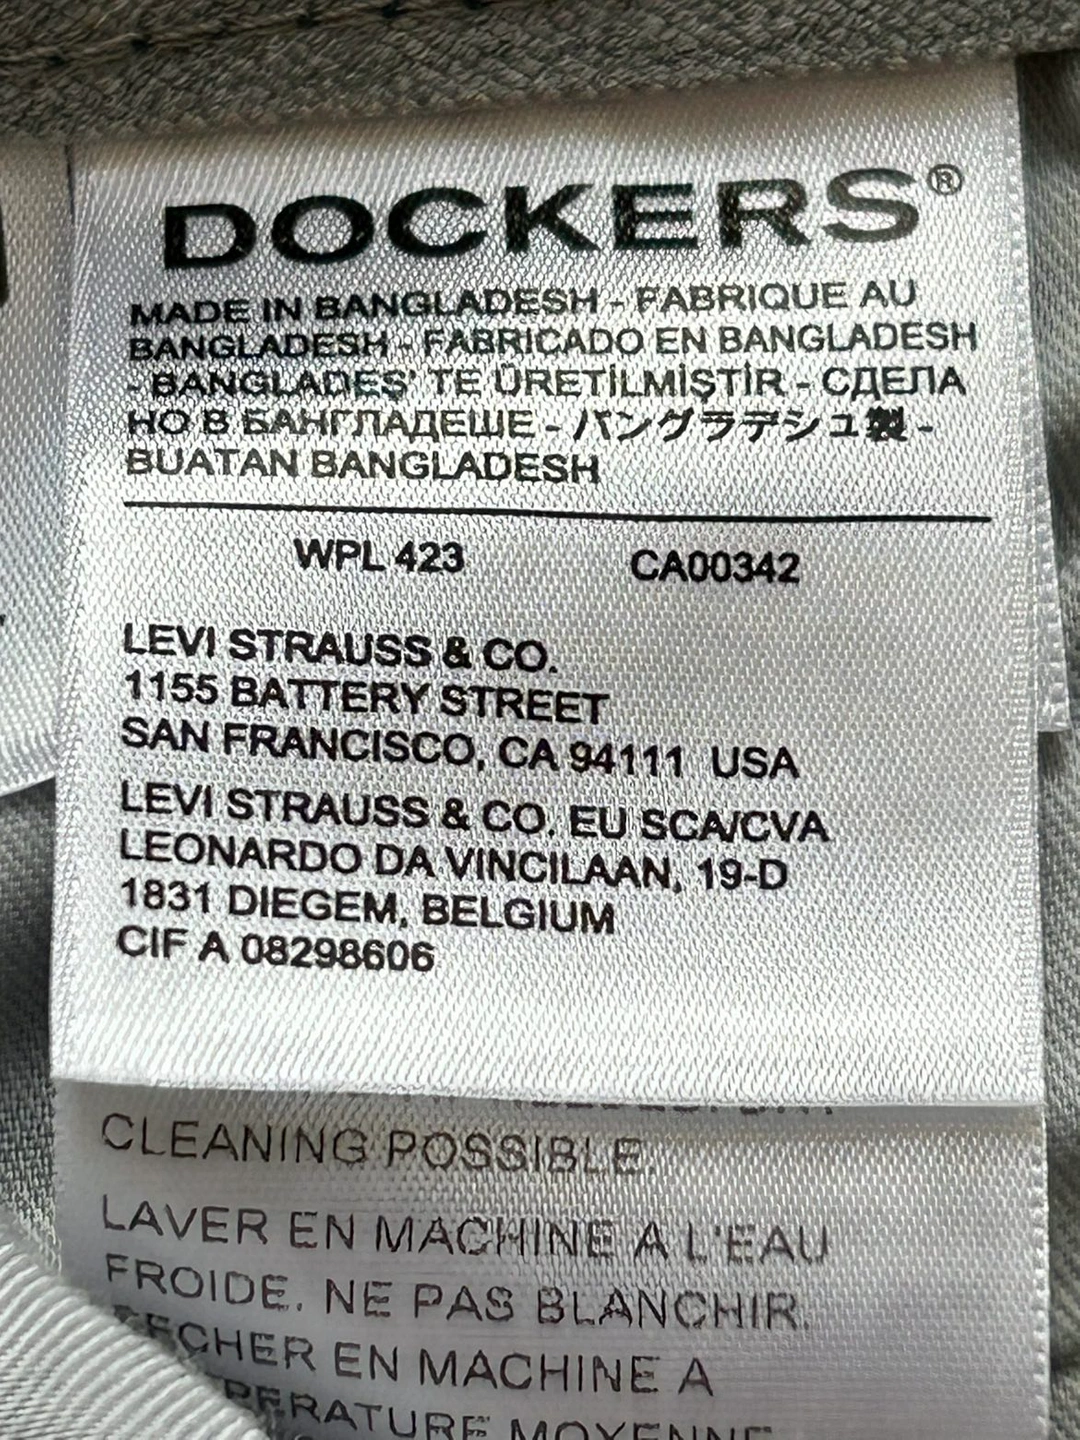 DOCKERS®
MADE IN BANGLADESH - FABRIQUE AU
BANGLADESH - FABRICADO EN BANGLADESH
- BANGLADEŞ' TE ÜRETİLMİŞTİR - СДЕЛА
НО В БАНГЛАДЕШЕ - バングラデシュ製 -
BUATAN BANGLADESH
WPL 423 CA00342
LEVI STRAUSS & CO.
1155 BATTERY STREET
SAN FRANCISCO, CA 94111 USA
LEVI STRAUSS & CO. EU SCA/CVA
LEONARDO DA VINCILAAN, 19-D
1831 DIEGEM, BELGIUM
CIF A 08298606
CLEANING POSSIBLE.
LAVER EN MACHINE A L'EAU
FROIDE. NE PAS BLANCHIR.
SECHER EN MACHINE A
MOYENNE